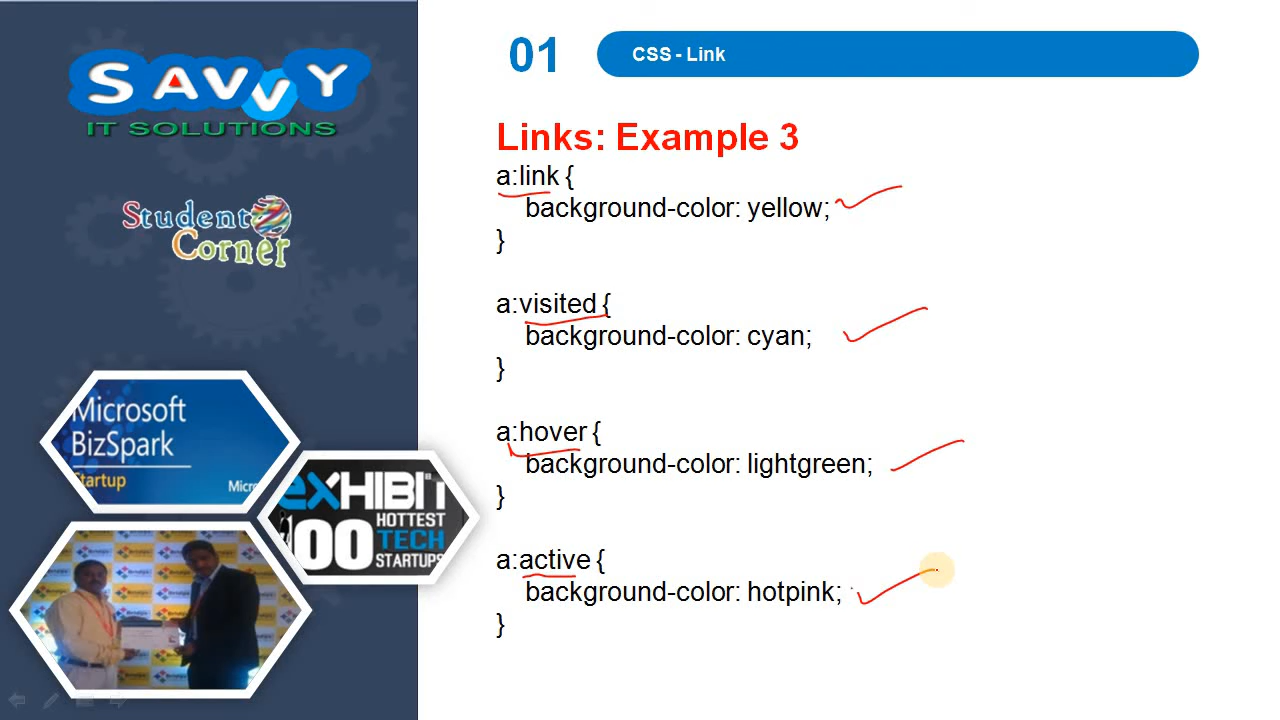 SAVVY
IT SOLUTIONS
Student
Corner
Microsoft
BizSpark
Startup
Micr
exHIBIT
100
HOTTEST
TECH
STARTUPS
01
CSS - Link
Links: Example 3
a:link {
background-color: yellow;
}
a:visited {
background-color: cyan;
}
a:hover {
background-color: lightgreen;
}
a:active {
background-color: hotpink;
}